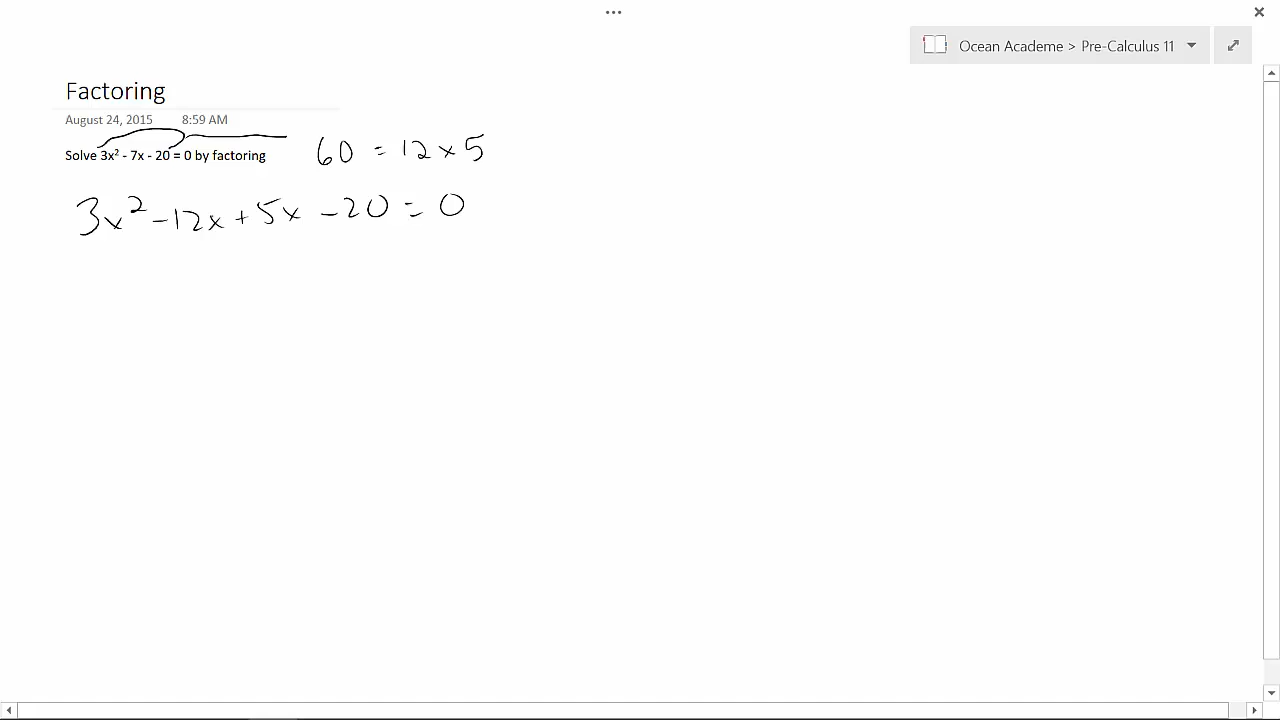 ...
Ocean Academe > Pre-Calculus 11
Factoring
August 24, 2015 8:59 AM
Solve 3x² - 7x - 20 = 0 by factoring
60 = 12 x 5
3x² - 12x + 5x - 20 = 0